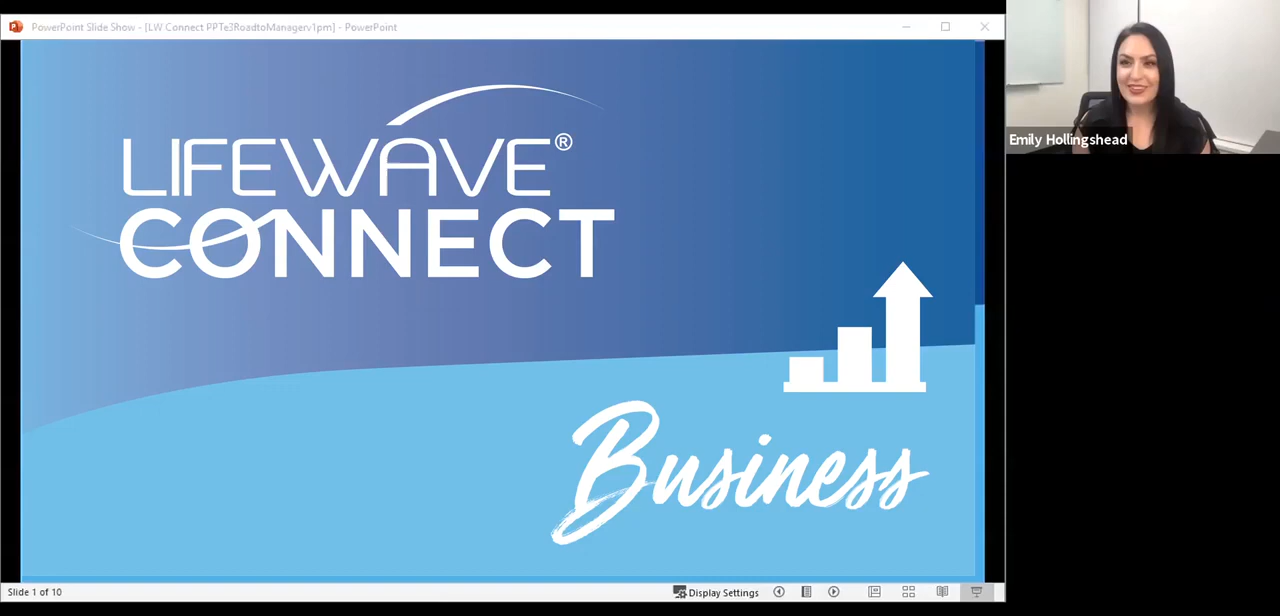 PowerPoint Slide Show - [LW Connect PPTe3RoadtoManagerv1pm] - PowerPoint
LIFEWAVE®
CONNECT
Business
Emily Hollingshead
Slide 1 of 10
Display Settings